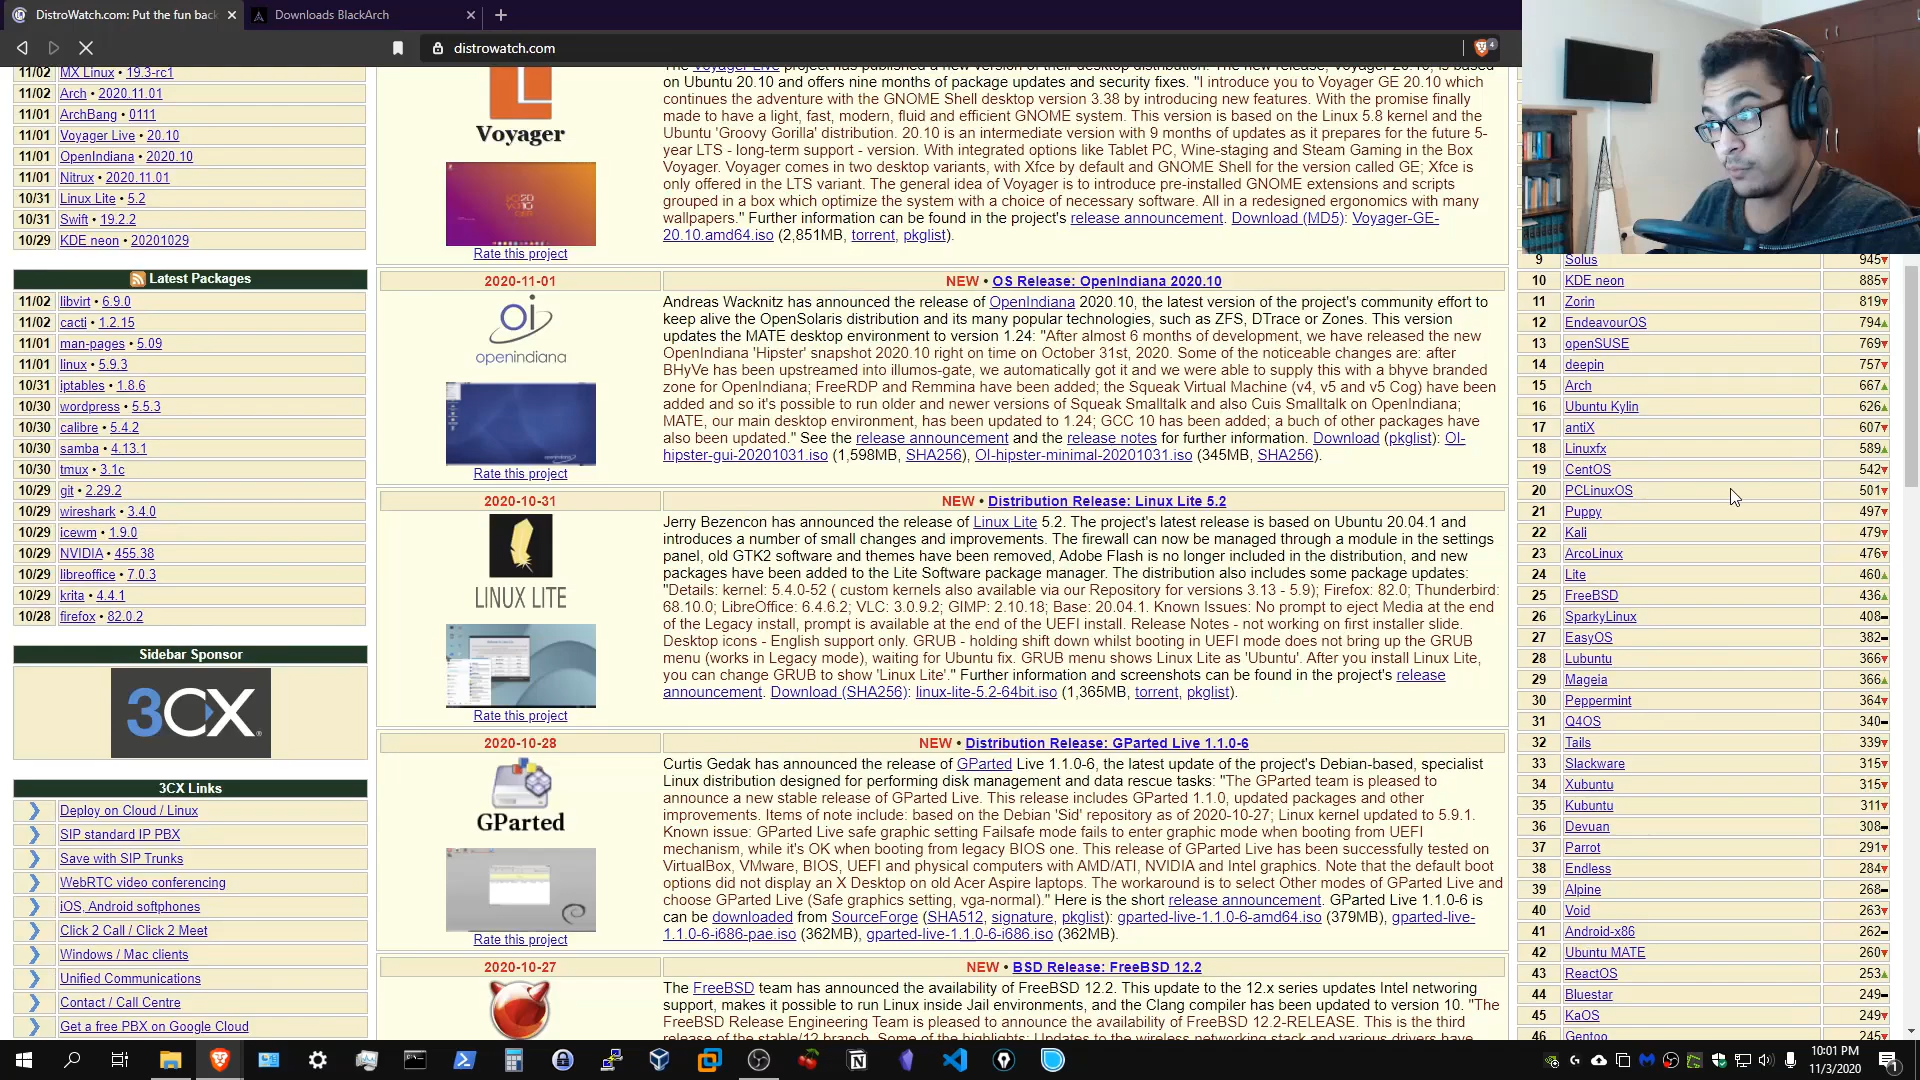 DistroWatch.com: Put the fun back
Downloads BlackArch
distrowatch.com
4
11/02 MX Linux • 19.3-rc1
11/02 Arch • 2020.11.01
11/02 ArchBang • 0111
11/01 Voyager Live • 20.10
11/01 OpenIndiana • 2020.10
11/01 Nitrux • 2020.11.01
10/31 Linux Lite • 5.2
10/31 Swift • 19.2.2
10/29 KDE neon • 20201029
Latest Packages
11/02 libvirt • 6.9.0
11/02 cacti • 1.2.15
11/01 man-pages • 5.09
11/01 linux • 5.9.3
10/31 iptables • 1.8.6
10/30 wordpress • 5.5.3
10/30 calibre • 5.4.2
10/30 samba • 4.13.1
10/30 tmux • 3.1c
10/29 git • 2.29.2
10/29 wireshark • 3.4.0
10/29 icewm • 1.9.0
10/29 NVIDIA • 455.38
10/29 libreoffice • 7.0.3
10/29 krita • 4.4.1
10/28 firefox • 82.0.2
Sidebar Sponsor
3CX
3CX Links
Deploy on Cloud / Linux
SIP standard IP PBX
Save with SIP Trunks
WebRTC video conferencing
iOS, Android softphones
Click 2 Call / Click 2 Meet
Windows / Mac clients
Unified Communications
Contact / Call Centre
Get a free PBX on Google Cloud
Voyager
Rate this project
The Voyager Live project has published a new version of their desktop distribution. The new release, Voyager 20.10, is based
on Ubuntu 20.10 and offers nine months of package updates and security fixes. "I introduce you to Voyager GE 20.10 which
continues the adventure with the GNOME Shell desktop version 3.38 by introducing new features. With the promise finally
made to have a light, fast, modern, fluid and efficient GNOME system. This version is based on the Linux 5.8 kernel and the
Ubuntu 'Groovy Gorilla' distribution. 20.10 is an intermediate version with 9 months of updates as it prepares for the future 5-
year LTS - long-term support - version. With integrated options like Tablet PC, Wine-staging and Steam Gaming in the Box
Voyager. Voyager comes in two desktop variants, with Xfce by default and GNOME Shell for the version called GE; Xfce is
only offered in the LTS variant. The general idea of Voyager is to introduce pre-installed GNOME extensions and scripts
grouped in a box which optimize the system with a choice of necessary software. All in a redesigned ergonomics with many
wallpapers." Further information can be found in the project's release announcement. Download (MD5): Voyager-GE-
20.10.amd64.iso (2,851MB, torrent, pkglist).
2020-11-01
NEW • OS Release: OpenIndiana 2020.10
oi
openindiana
Rate this project
Andreas Wacknitz has announced the release of OpenIndiana 2020.10, the latest version of the project's community effort to
keep alive the OpenSolaris distribution and its many popular technologies, such as ZFS, DTrace or Zones. This version
updates the MATE desktop environment to version 1.24: "After almost 6 months of development, we have released the new
OpenIndiana 'Hipster' snapshot 2020.10 right on time on October 31st, 2020. Some of the noticeable changes are: after
BHyVe has been upstreamed into illumos-gate, we automatically got it and we were able to supply this with a bhyve branded
zone for OpenIndiana; FreeRDP and Remmina have been added; the Squeak Virtual Machine (v4, v5 and v5 Cog) have been
added and so it's possible to run older and newer versions of Squeak Smalltalk and also Cuis Smalltalk on OpenIndiana;
MATE, our main desktop environment, has been updated to 1.24; GCC 10 has been added; a buch of other packages have
also been updated." See the release announcement and the release notes for further information. Download (pkglist): OI-
hipster-gui-20201031.iso (1,598MB, SHA256), OI-hipster-minimal-20201031.iso (345MB, SHA256).
2020-10-31
NEW • Distribution Release: Linux Lite 5.2
LINUX LITE
Rate this project
Jerry Bezencon has announced the release of Linux Lite 5.2. The project's latest release is based on Ubuntu 20.04.1 and
introduces a number of small changes and improvements. The firewall can now be managed through a module in the settings
panel, old GTK2 software and themes have been removed, Adobe Flash is no longer included in the distribution, and new
packages have been added to the Lite Software package manager. The distribution also includes some package updates:
"Details: kernel: 5.4.0-52 ( custom kernels also available via our Repository for versions 3.13 - 5.9); Firefox: 82.0; Thunderbird:
68.10.0; LibreOffice: 6.4.6.2; VLC: 3.0.9.2; GIMP: 2.10.18; Base: 20.04.1. Known Issues: No prompt to eject Media at the end
of the Legacy install, prompt is available at the end of the UEFI install. Release Notes - not working on first installer slide.
Desktop icons - English support only. GRUB - holding shift down whilst booting in UEFI mode does not bring up the GRUB
menu (works in Legacy mode), waiting for Ubuntu fix. GRUB menu shows Linux Lite as 'Ubuntu'. After you install Linux Lite,
you can change GRUB to show 'Linux Lite'." Further information and screenshots can be found in the project's release
announcement. Download (SHA256): linux-lite-5.2-64bit.iso (1,365MB, torrent, pkglist).
2020-10-28
NEW • Distribution Release: GParted Live 1.1.0-6
GParted
Rate this project
Curtis Gedak has announced the release of GParted Live 1.1.0-6, the latest update of the project's Debian-based, specialist
Linux distribution designed for performing disk management and data rescue tasks: "The GParted team is pleased to
announce a new stable release of GParted Live. This release includes GParted 1.1.0, updated packages and other
improvements. Items of note include: based on the Debian 'Sid' repository as of 2020-10-27; Linux kernel updated to 5.9.1.
Known issue: GParted Live safe graphic setting Failsafe mode fails to enter graphic mode when booting from UEFI
mechanism, while it's OK when booting from legacy BIOS one. This release of GParted Live has been successfully tested on
VirtualBox, VMware, BIOS, UEFI and physical computers with AMD/ATI, NVIDIA and Intel graphics. Note that the default boot
options did not display an X Desktop on old Acer Aspire laptops. The workaround is to select Other modes of GParted Live and
choose GParted Live (Safe graphics setting, vga-normal)." Here is the short release announcement. GParted Live 1.1.0-6 is
can be downloaded from SourceForge (SHA512, signature, pkglist): gparted-live-1.1.0-6-amd64.iso (379MB), gparted-live-
1.1.0-6-i686-pae.iso (362MB), gparted-live-1.1.0-6-i686.iso (362MB).
2020-10-27
NEW • BSD Release: FreeBSD 12.2
The FreeBSD team has announced the availability of FreeBSD 12.2. This update to the 12.x series updates Intel networing
support, makes it possible to run Linux inside Jail environments, and the Clang compiler has been updated to version 10. "The
FreeBSD Release Engineering Team is pleased to announce the availability of FreeBSD 12.2-RELEASE. This is the third
release of the stable/12 branch. Some of the highlights: Updates to the wireless networking stack and various drivers have
9 Solus 945
10 KDE neon 885
11 Zorin 819
12 EndeavourOS 794
13 openSUSE 769
14 deepin 757
15 Arch 667
16 Ubuntu Kylin 626
17 antiX 607
18 Linuxfx 589
19 CentOS 542
20 PCLinuxOS 501
21 Puppy 497
22 Kali 479
23 ArcoLinux 476
24 Lite 460
25 FreeBSD 436
26 SparkyLinux 408
27 EasyOS 382
28 Lubuntu 366
29 Mageia 366
30 Peppermint 364
31 Q4OS 340
32 Tails 339
33 Slackware 315
34 Xubuntu 315
35 Kubuntu 311
36 Devuan 308
37 Parrot 291
38 Endless 284
39 Alpine 268
40 Void 263
41 Android-x86 262
42 Ubuntu MATE 260
43 ReactOS 253
44 Bluestar 249
45 KaOS 249
46 Gentoo 245
10:01 PM
11/3/2020
1